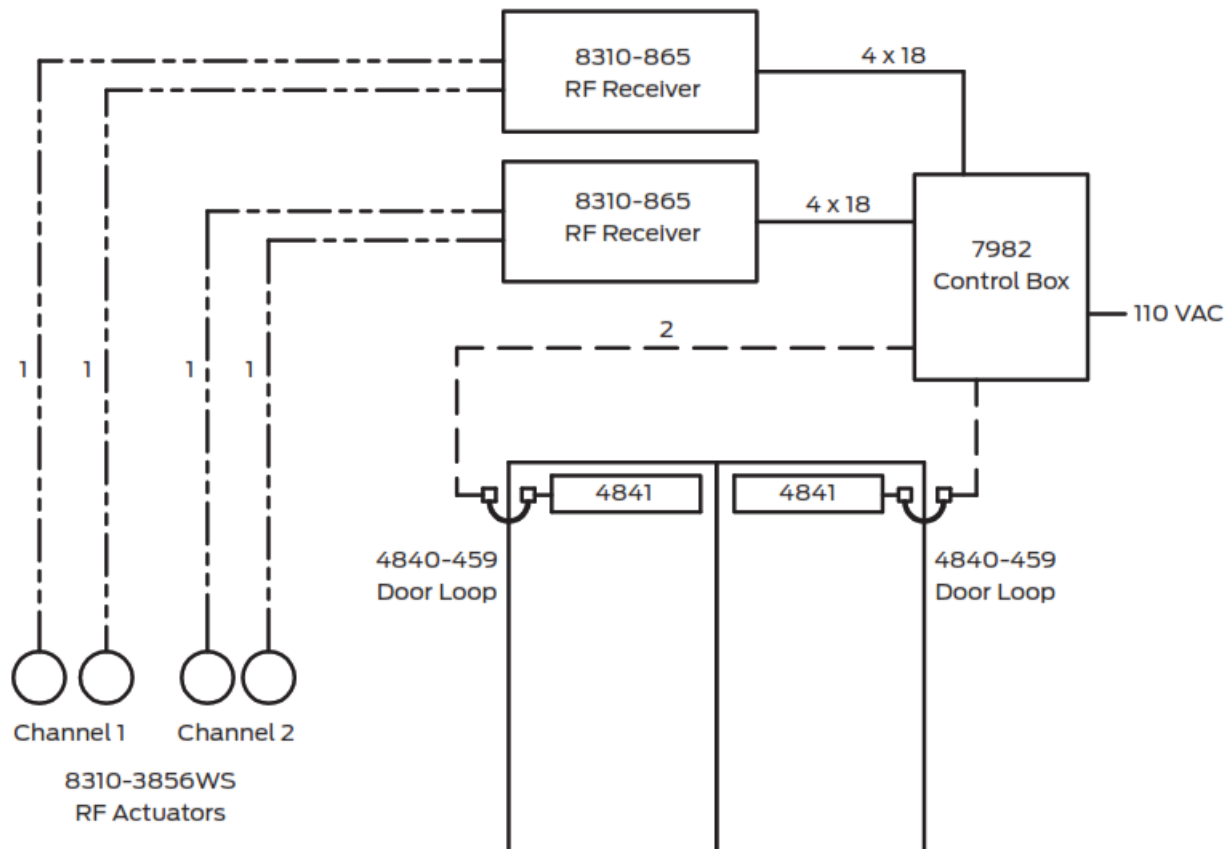 8310-865
RF Receiver
4 x 18
8310-865
RF Receiver
4 x 18
7982
Control Box
110 VAC
2
1
1
1
1
4841
4841
4840-459
Door Loop
4840-459
Door Loop
Channel 1
Channel 2
8310-3856WS
RF Actuators